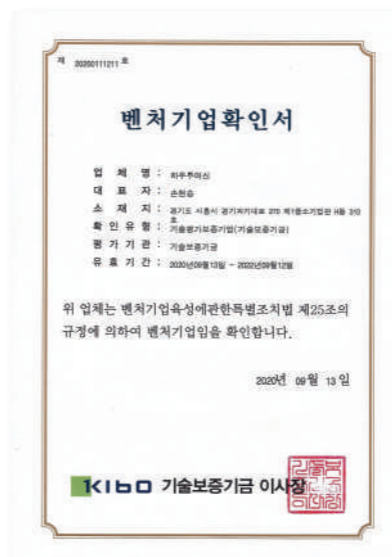 제 20200111211 호
벤처기업확인서
업 체 명 : 하우투머신
대 표 자 : 손현승
소 재 지 : 경기도 시흥시 경기과기대로 270 제1중소기업관 H동 310
호
확 인 유 형 : 기술평가보증기업(기술보증기금)
평 가 기 관 : 기술보증기금
유 효 기 간 : 2020년09월13일 ~ 2022년09월12일
위 업체는 벤처기업육성에관한특별조치법 제25조의
규정에 의하여 벤처기업임을 확인합니다.
2020년 09월 13일
KIBO 기술보증기금 이사장